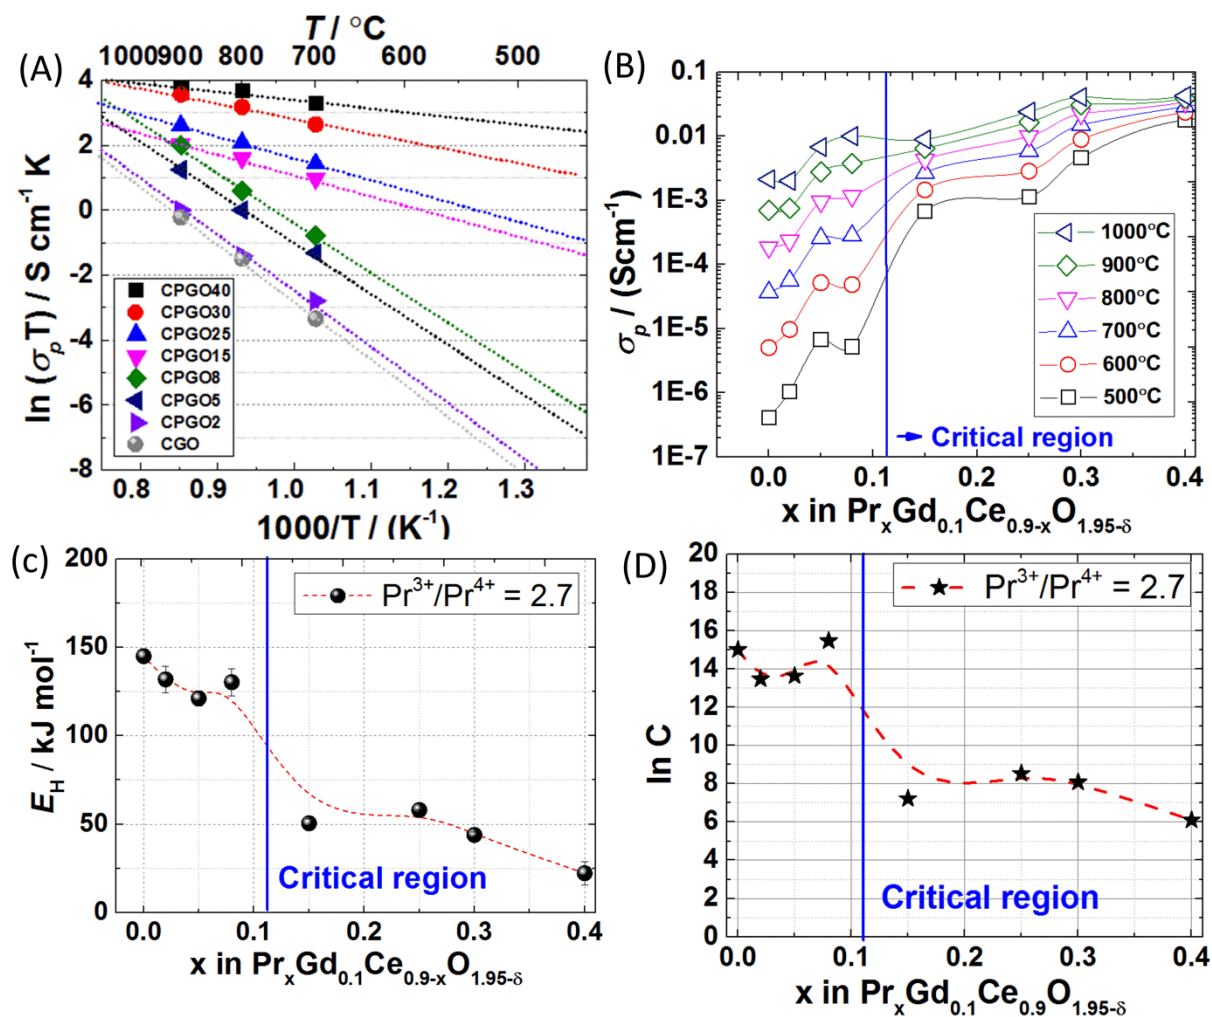 (A)
T / °C
1000 900 800 700 600 500
4
2
0
-2
-4
-6
-8
ln (σpT) / S cm-1 K
CPGO40
CPGO30
CPGO25
CPGO15
CPGO8
CPGO5
CPGO2
CGO
0.8 0.9 1.0 1.1 1.2 1.3
1000/T / (K-1)
(B)
0.1
0.01
1E-3
1E-4
1E-5
1E-6
1E-7
σp / (Scm-1)
1000°C
900°C
800°C
700°C
600°C
500°C
Critical region
0.0 0.1 0.2 0.3 0.4
x in PrxGd0.1Ce0.9-xO1.95-δ
(C)
200
150
100
50
0
EH / kJ mol-1
Pr3+/Pr4+ = 2.7
Critical region
0.0 0.1 0.2 0.3 0.4
x in PrxGd0.1Ce0.9-xO1.95-δ
(D)
20
18
16
14
12
10
8
6
4
2
0
ln C
Pr3+/Pr4+ = 2.7
Critical region
0.0 0.1 0.2 0.3 0.4
x in PrxGd0.1Ce0.9O1.95-δ